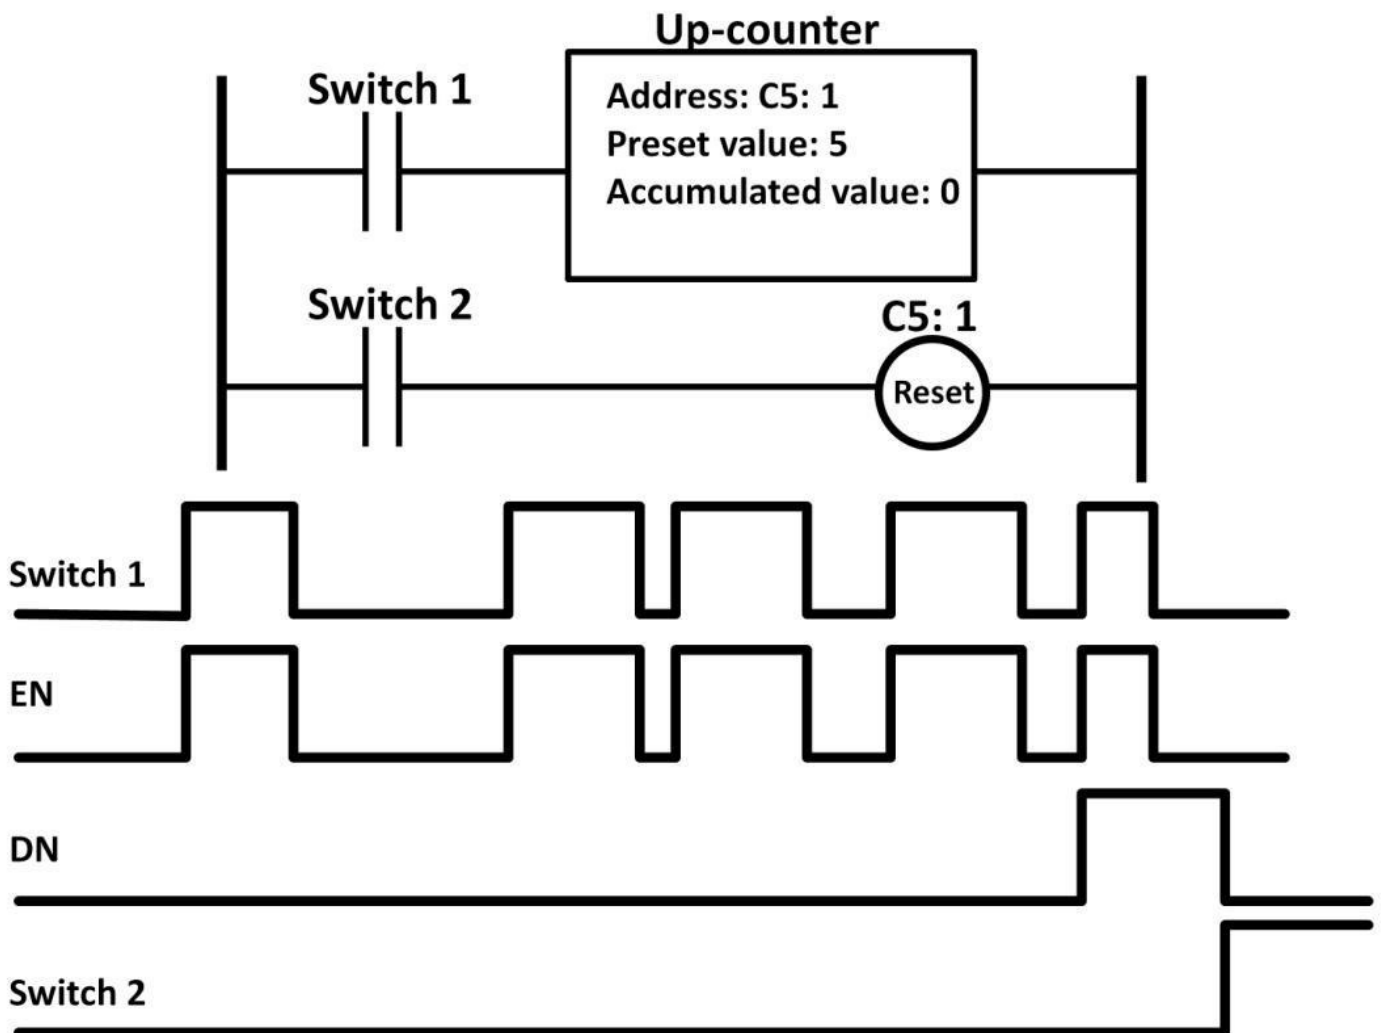 Up-counter
Switch 1
Address: C5: 1
Preset value: 5
Accumulated value: 0
Switch 2
C5: 1
Reset
Switch 1
EN
DN
Switch 2